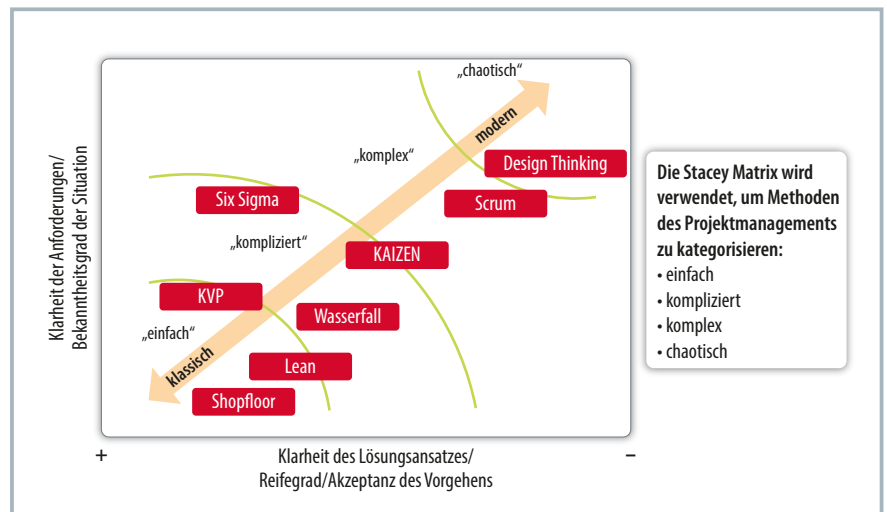 Klarheit der Anforderungen/
Bekanntheitsgrad der Situation
„chaotisch“
modern
„komplex“
Design Thinking
Six Sigma
Scrum
„kompliziert“
KAIZEN
KVP
Wasserfall
„einfach“
Lean
klassisch
Shopfloor
+
Klarheit des Lösungsansatzes/
Reifegrad/Akzeptanz des Vorgehens
–
Die Stacey Matrix wird
verwendet, um Methoden
des Projektmanagements
zu kategorisieren:
• einfach
• kompliziert
• komplex
• chaotisch